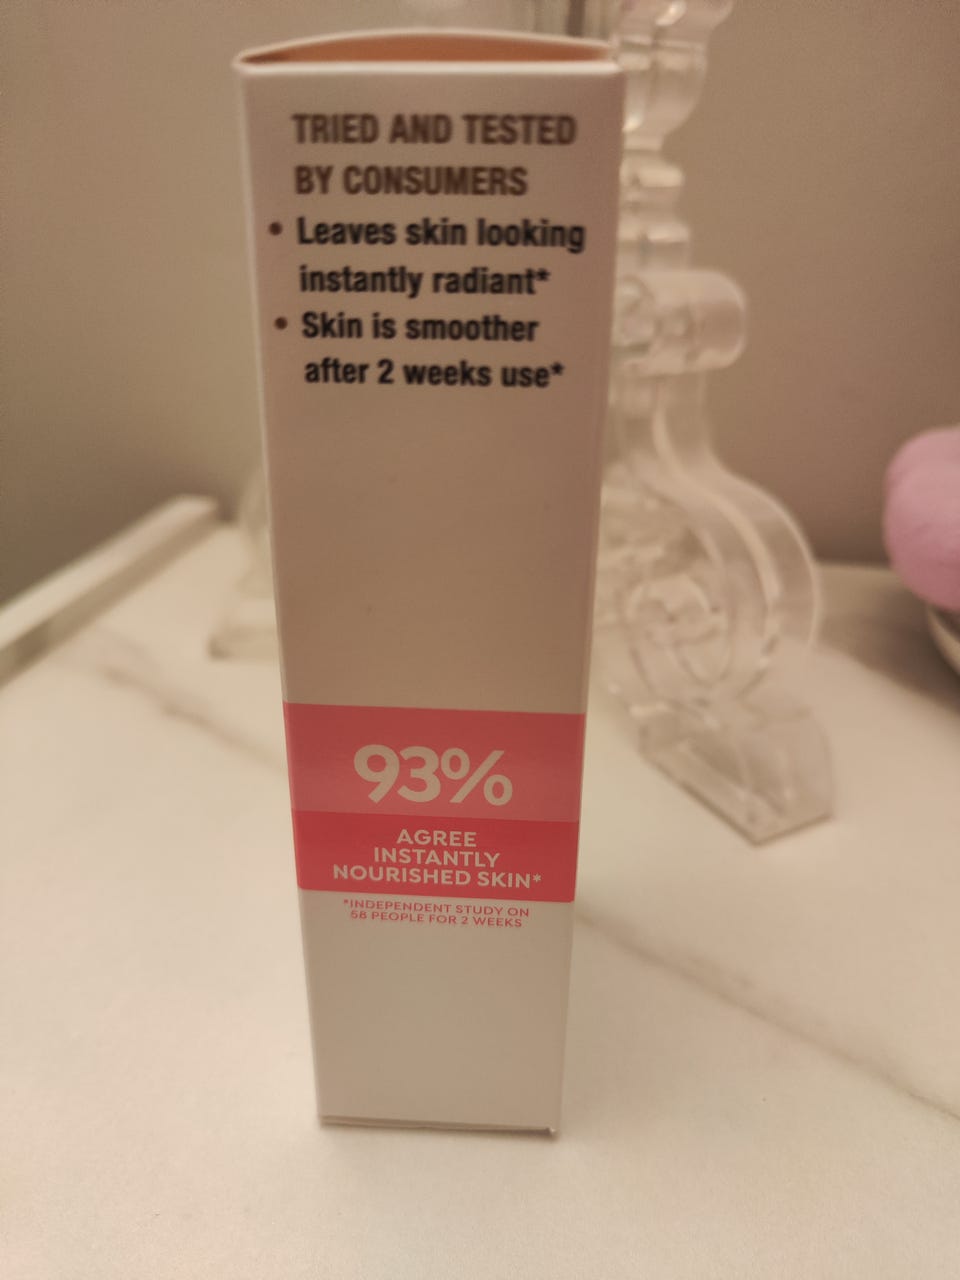 TRIED AND TESTED
BY CONSUMERS
• Leaves skin looking
instantly radiant*
• Skin is smoother
after 2 weeks use*
93%
AGREE
INSTANTLY
NOURISHED SKIN*
*INDEPENDENT STUDY ON
58 PEOPLE FOR 2 WEEKS